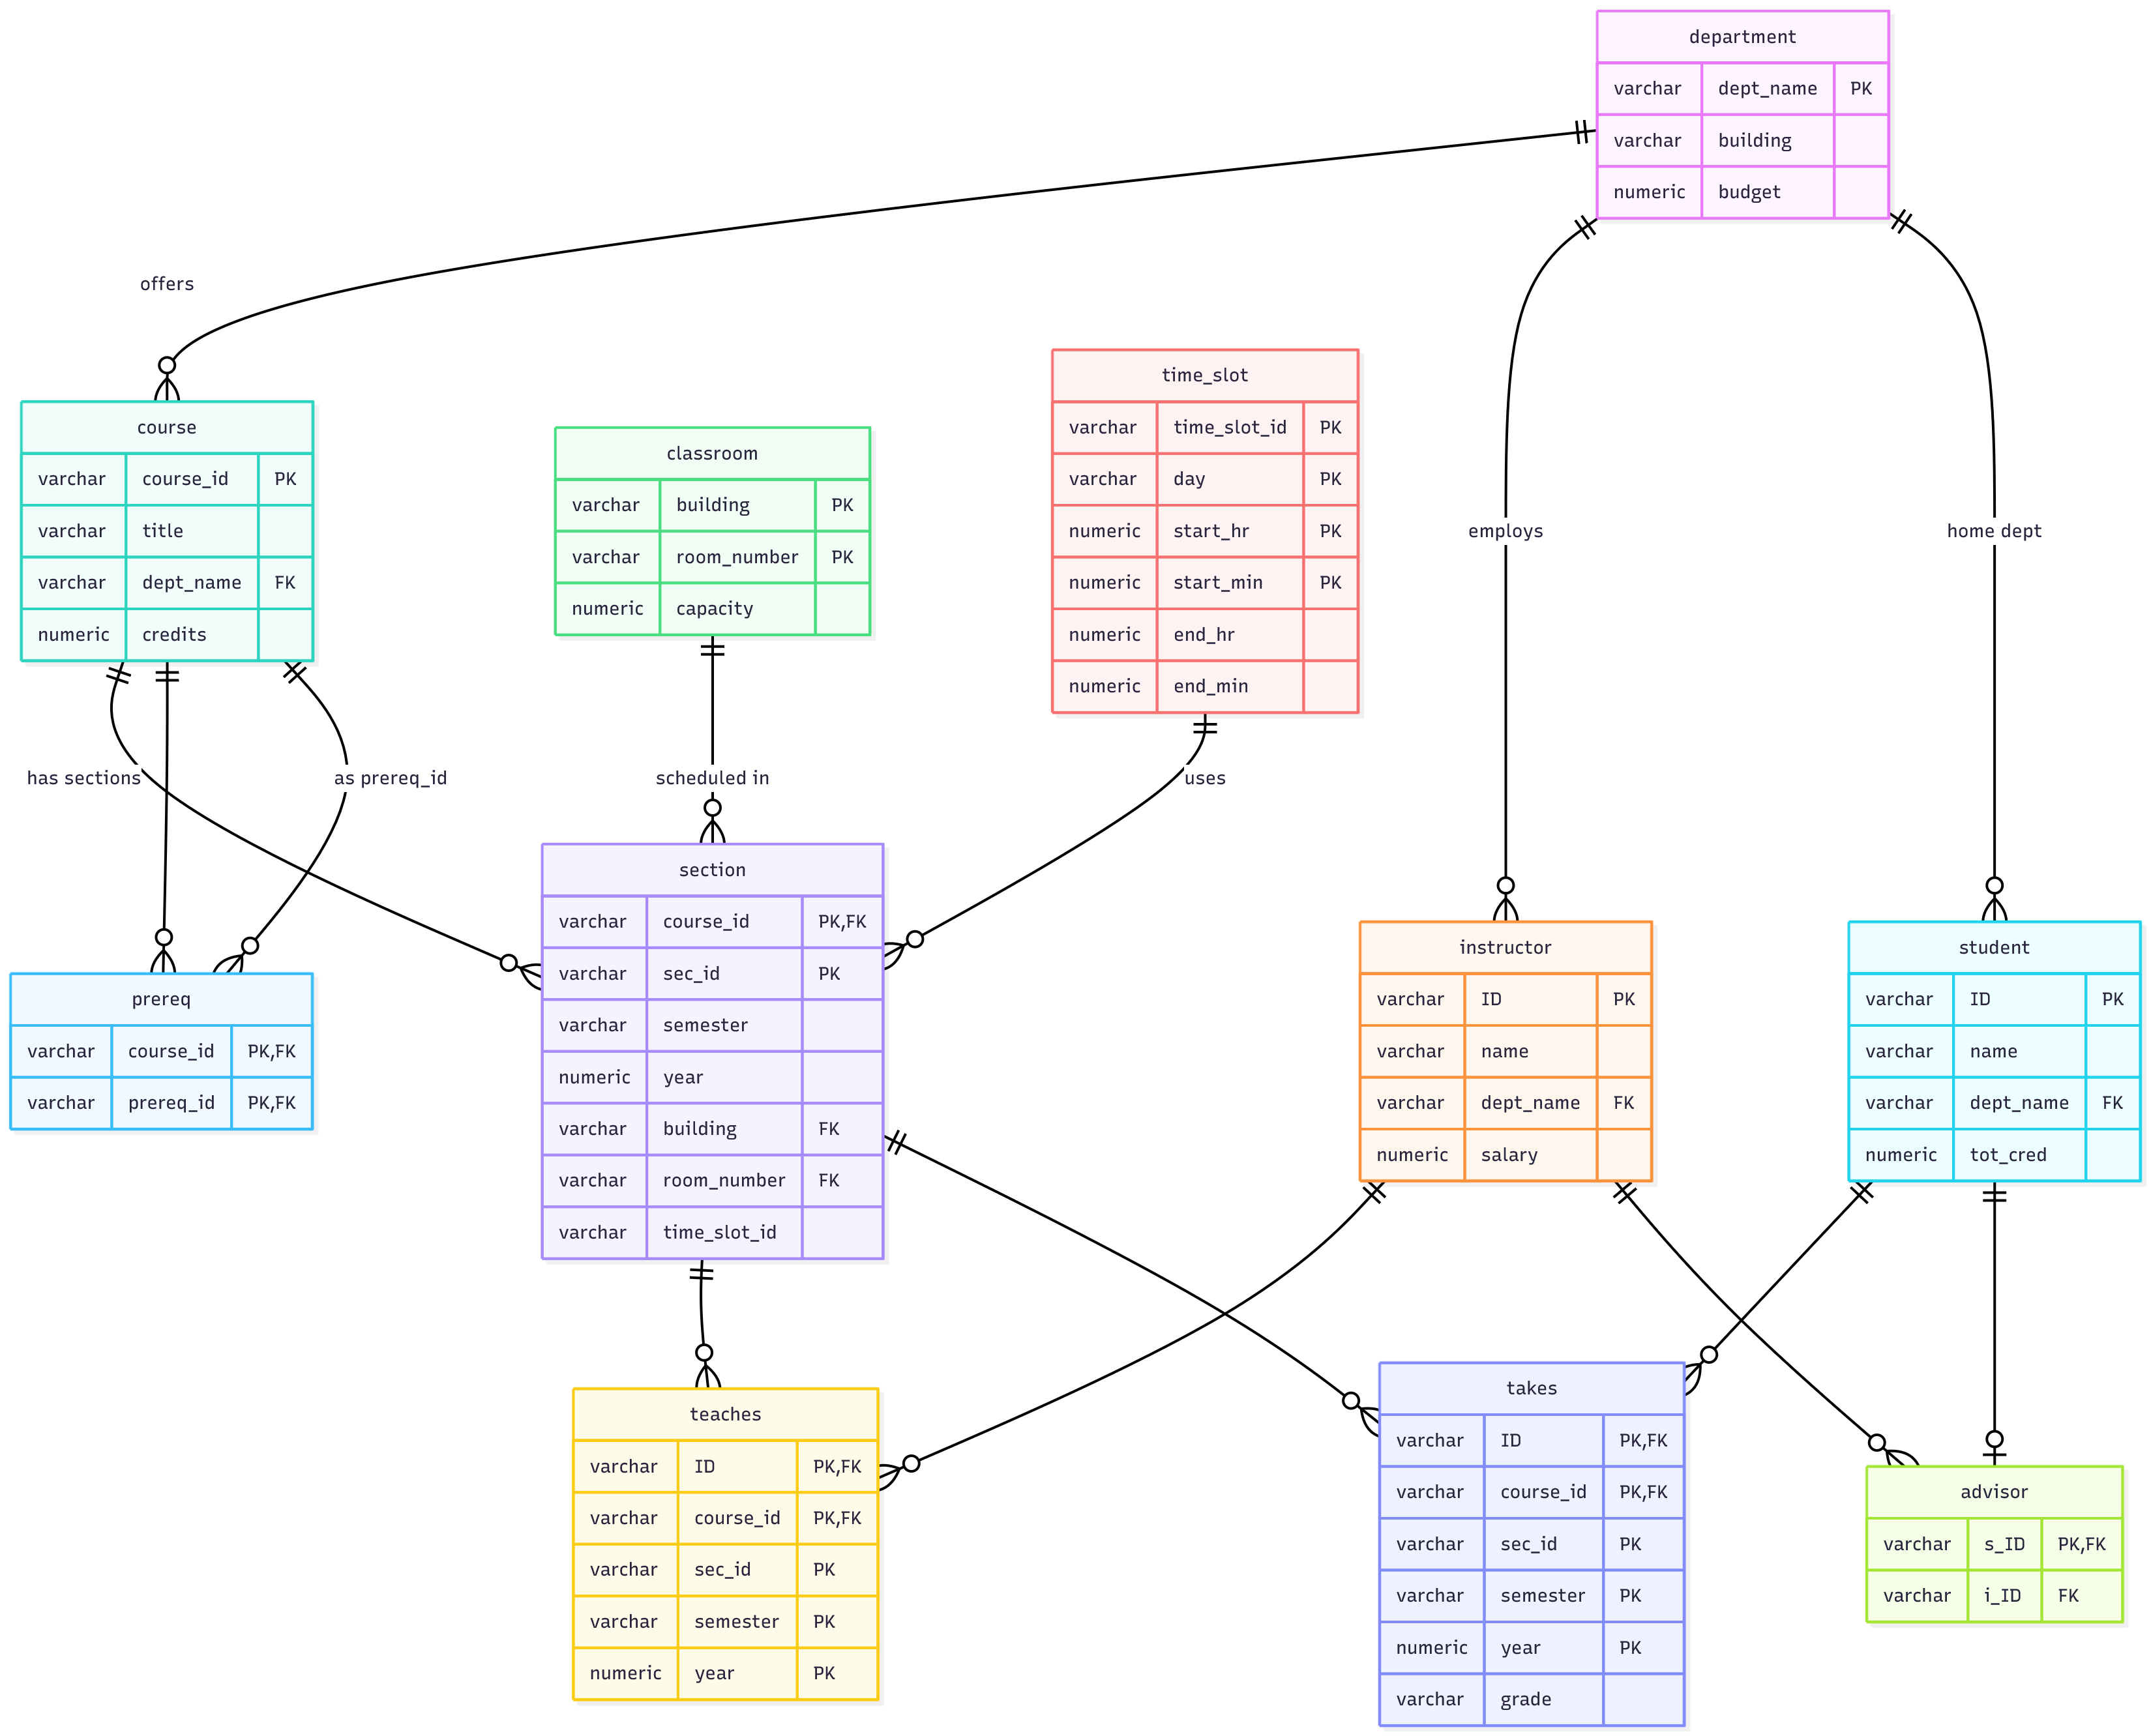 department
varchar dept_name PK
varchar building
numeric budget
offers
time_slot
varchar time_slot_id PK
varchar day PK
numeric start_hr PK
numeric start_min PK
numeric end_hr
numeric end_min
course
varchar course_id PK
varchar title
varchar dept_name FK
numeric credits
classroom
varchar building PK
varchar room_number PK
numeric capacity
employs
home dept
has sections
as prereq_id
scheduled in
uses
section
varchar course_id PK,FK
varchar sec_id PK
varchar semester
numeric year
varchar building FK
varchar room_number FK
varchar time_slot_id
instructor
varchar ID PK
varchar name
varchar dept_name FK
numeric salary
student
varchar ID PK
varchar name
varchar dept_name FK
numeric tot_cred
prereq
varchar course_id PK,FK
varchar prereq_id PK,FK
teaches
varchar ID PK,FK
varchar course_id PK,FK
varchar sec_id PK
varchar semester PK
numeric year PK
takes
varchar ID PK,FK
varchar course_id PK,FK
varchar sec_id PK
varchar semester PK
numeric year PK
varchar grade
advisor
varchar s_ID PK,FK
varchar i_ID FK